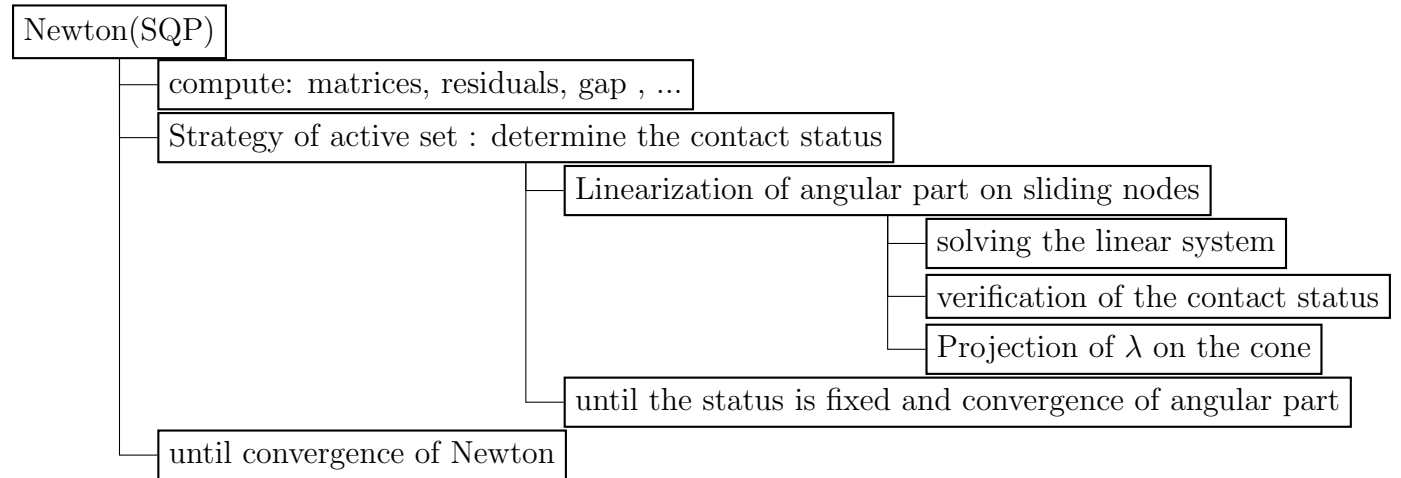 Newton(SQP)
compute: matrices, residuals, gap , ...
Strategy of active set : determine the contact status
Linearization of angular part on sliding nodes
solving the linear system
verification of the contact status
Projection of λ on the cone
until the status is fixed and convergence of angular part
until convergence of Newton